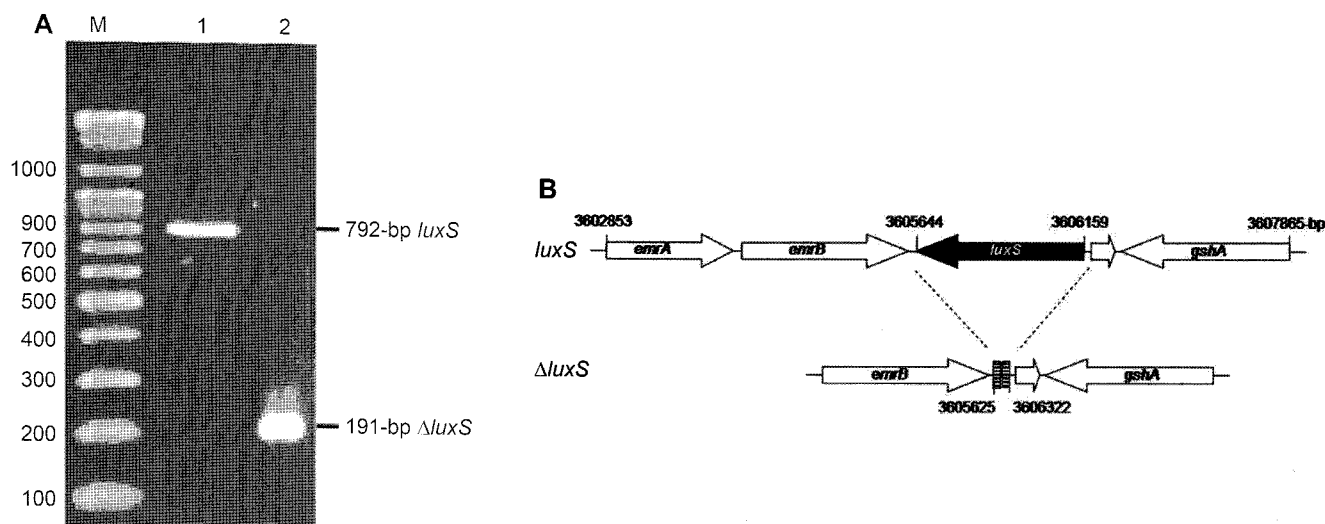 A
M 1 2
1000
900
700
600
500
400
300
200
100
792-bp luxS
191-bp ΔluxS
B
3602853 3605644 3606159 3607865-bp
luxS
emrA emrB luxS gshA
ΔluxS
emrB gshA
3605625 3606322